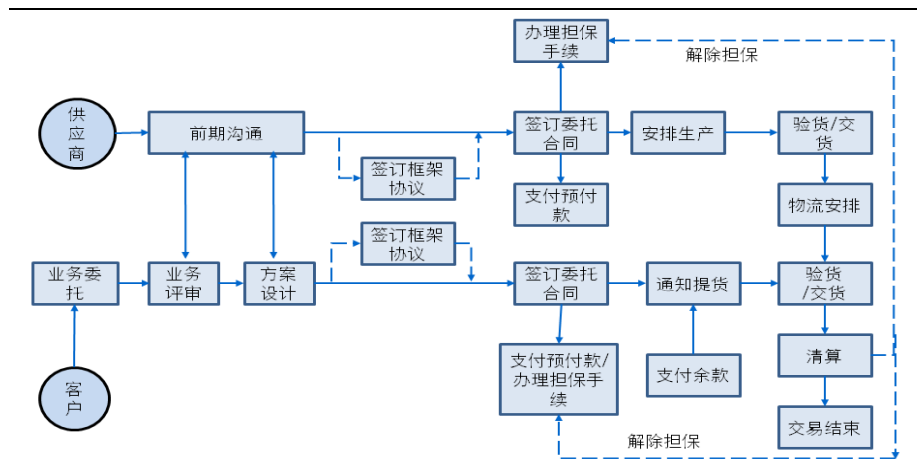 办理担保
手续
解除担保
供
应
商
前期沟通
签订委托
合同
安排生产
验货/交
货
签订框架
协议
支付预付
款
物流安排
签订框架
协议
业务委
托
业务
评审
方案
设计
签订委托
合同
通知提货
验货
/交货
支付预付款/
办理担保手
续
支付余款
清算
客
户
解除担保
交易结束